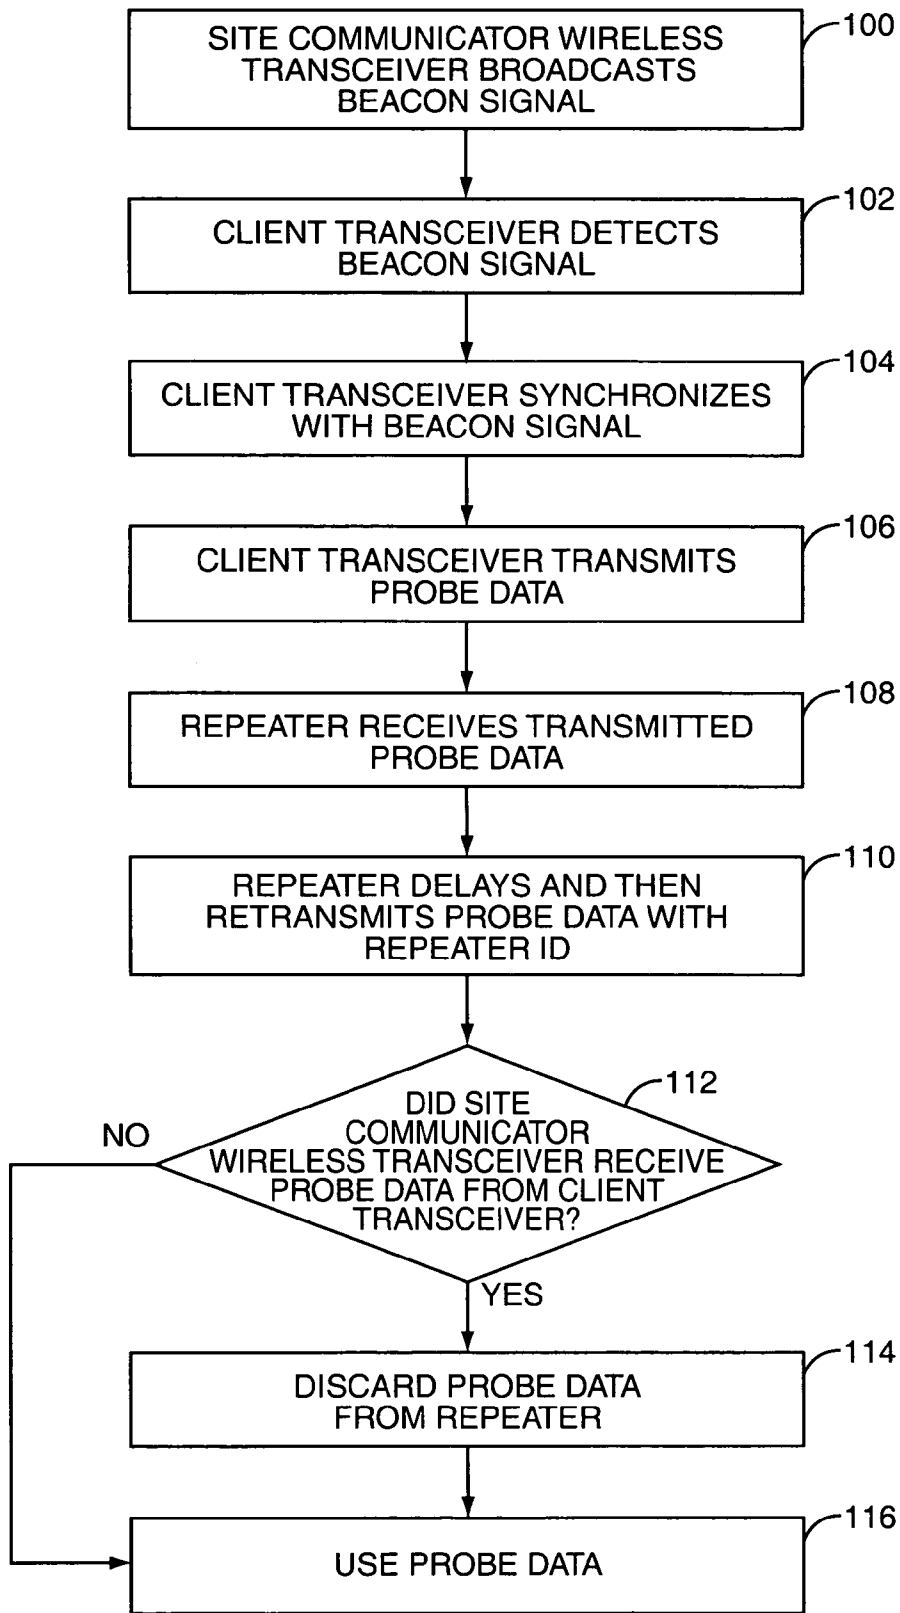 SITE COMMUNICATOR WIRELESS
TRANSCEIVER BROADCASTS
BEACON SIGNAL
100
CLIENT TRANSCEIVER DETECTS
BEACON SIGNAL
102
CLIENT TRANSCEIVER SYNCHRONIZES
WITH BEACON SIGNAL
104
CLIENT TRANSCEIVER TRANSMITS
PROBE DATA
106
REPEATER RECEIVES TRANSMITTED
PROBE DATA
108
REPEATER DELAYS AND THEN
RETRANSMITS PROBE DATA WITH
REPEATER ID
110
DID SITE
COMMUNICATOR
WIRELESS TRANSCEIVER RECEIVE
PROBE DATA FROM CLIENT
TRANSCEIVER?
112
NO
YES
DISCARD PROBE DATA
FROM REPEATER
114
USE PROBE DATA
116